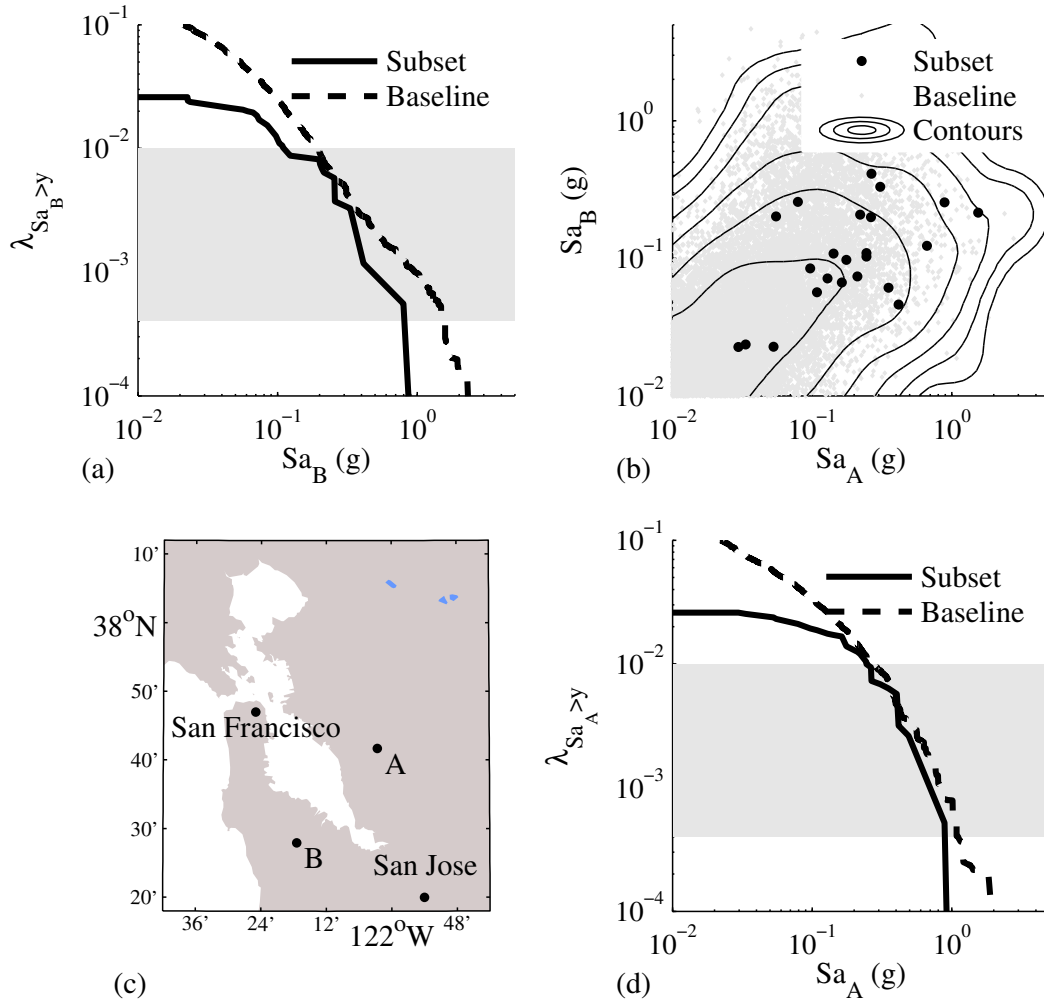 10^-1
10^-2
10^-3
10^-4
λ_{Sa_B>y}
Subset
Baseline
10^-2
10^-1
10^0
Sa_B (g)
(a)
10^0
10^-1
10^-2
Sa_B (g)
Subset
Baseline
Contours
10^-2
10^-1
10^0
Sa_A (g)
(b)
10'
38°N
50'
40'
30'
20'
San Francisco
A
B
San Jose
36'
24'
12'
122°W
48'
(c)
10^-1
10^-2
10^-3
10^-4
λ_{Sa_A>y}
Subset
Baseline
10^-2
10^-1
10^0
Sa_A (g)
(d)